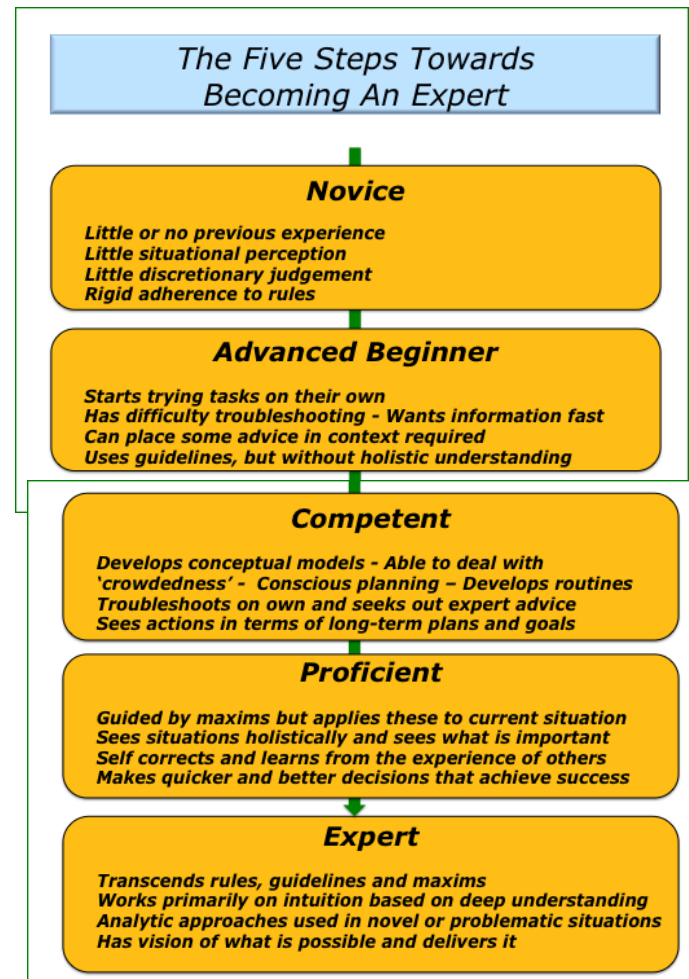 The Five Steps Towards
Becoming An Expert
Novice
Little or no previous experience
Little situational perception
Little discretionary judgement
Rigid adherence to rules
Advanced Beginner
Starts trying tasks on their own
Has difficulty troubleshooting - Wants information fast
Can place some advice in context required
Uses guidelines, but without holistic understanding
Competent
Develops conceptual models - Able to deal with
‘crowdedness’ - Conscious planning – Develops routines
Troubleshoots on own and seeks out expert advice
Sees actions in terms of long-term plans and goals
Proficient
Guided by maxims but applies these to current situation
Sees situations holistically and sees what is important
Self corrects and learns from the experience of others
Makes quicker and better decisions that achieve success
Expert
Transcends rules, guidelines and maxims
Works primarily on intuition based on deep understanding
Analytic approaches used in novel or problematic situations
Has vision of what is possible and delivers it